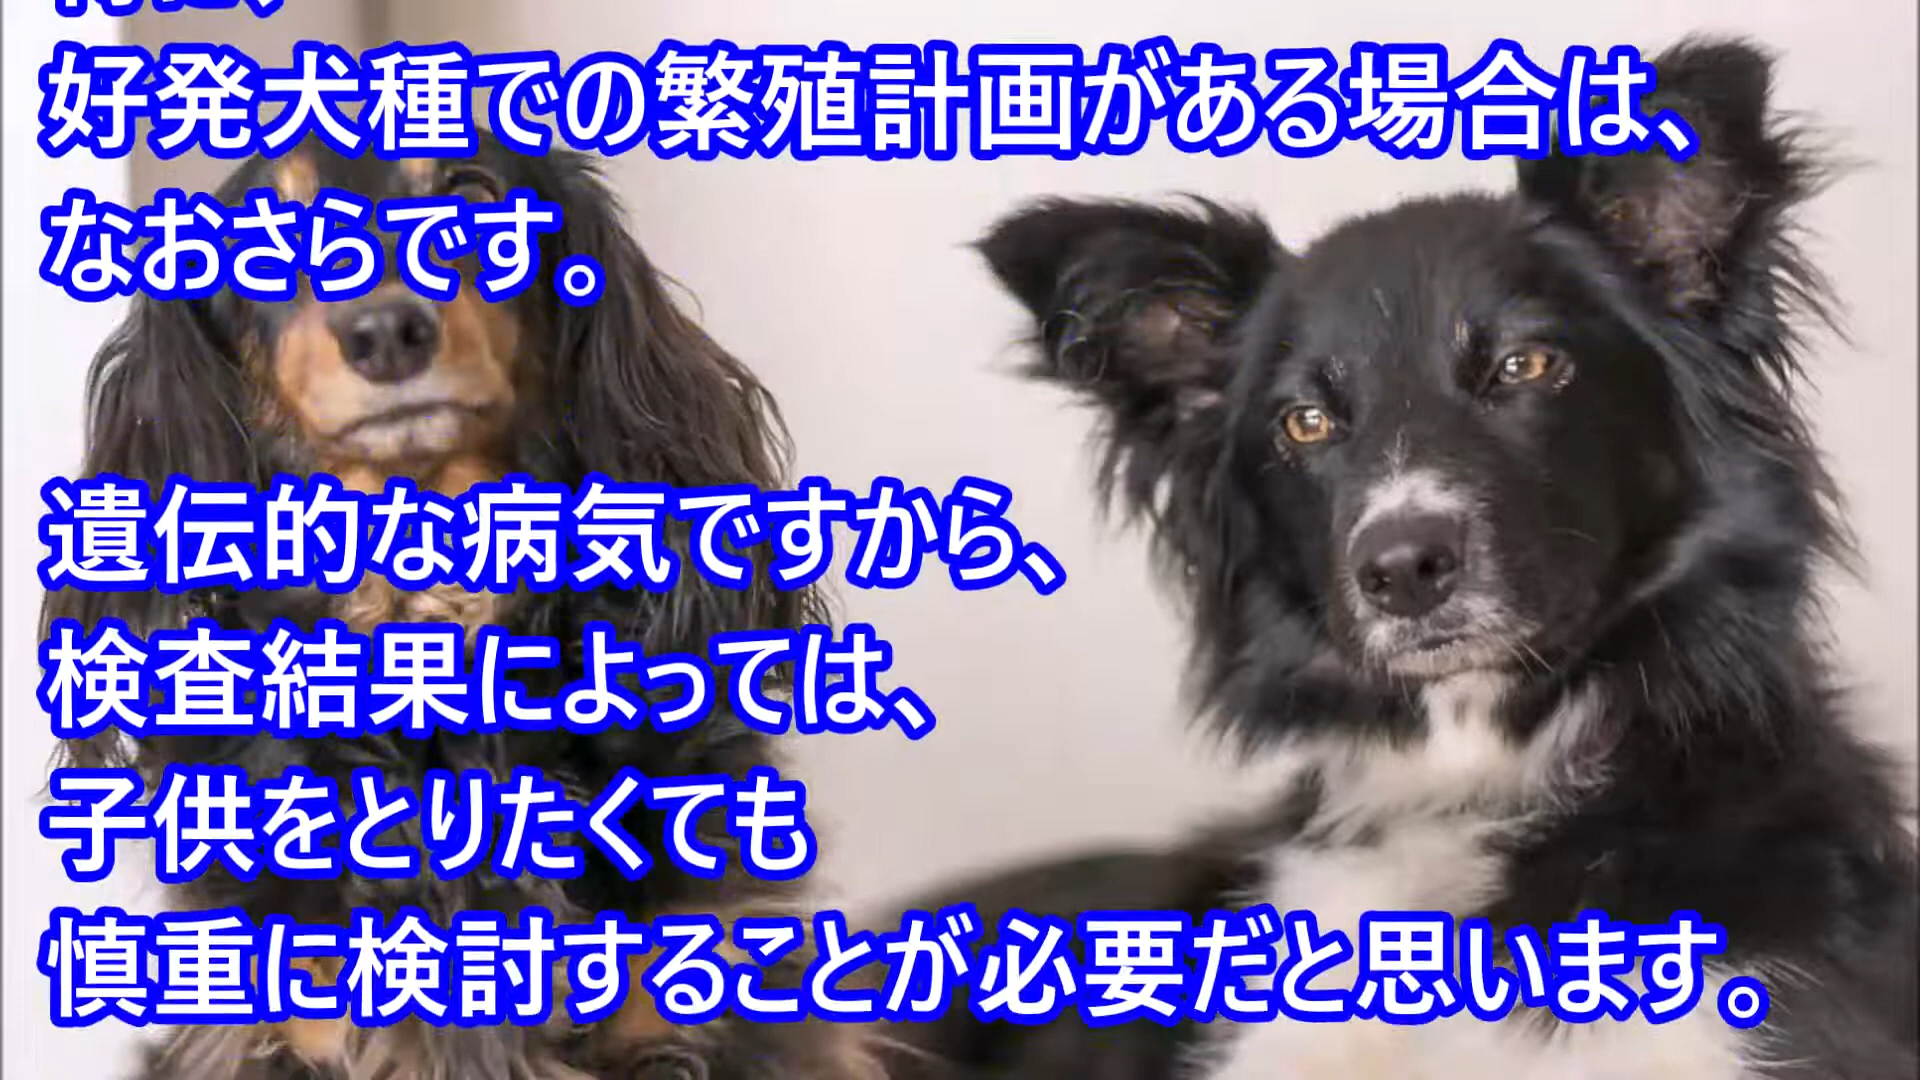 好発犬種での繁殖計画がある場合は、
なおさらです。
遺伝的な病気ですから、
検査結果によっては、
子供をとりたくても
慎重に検討することが必要だと思います。